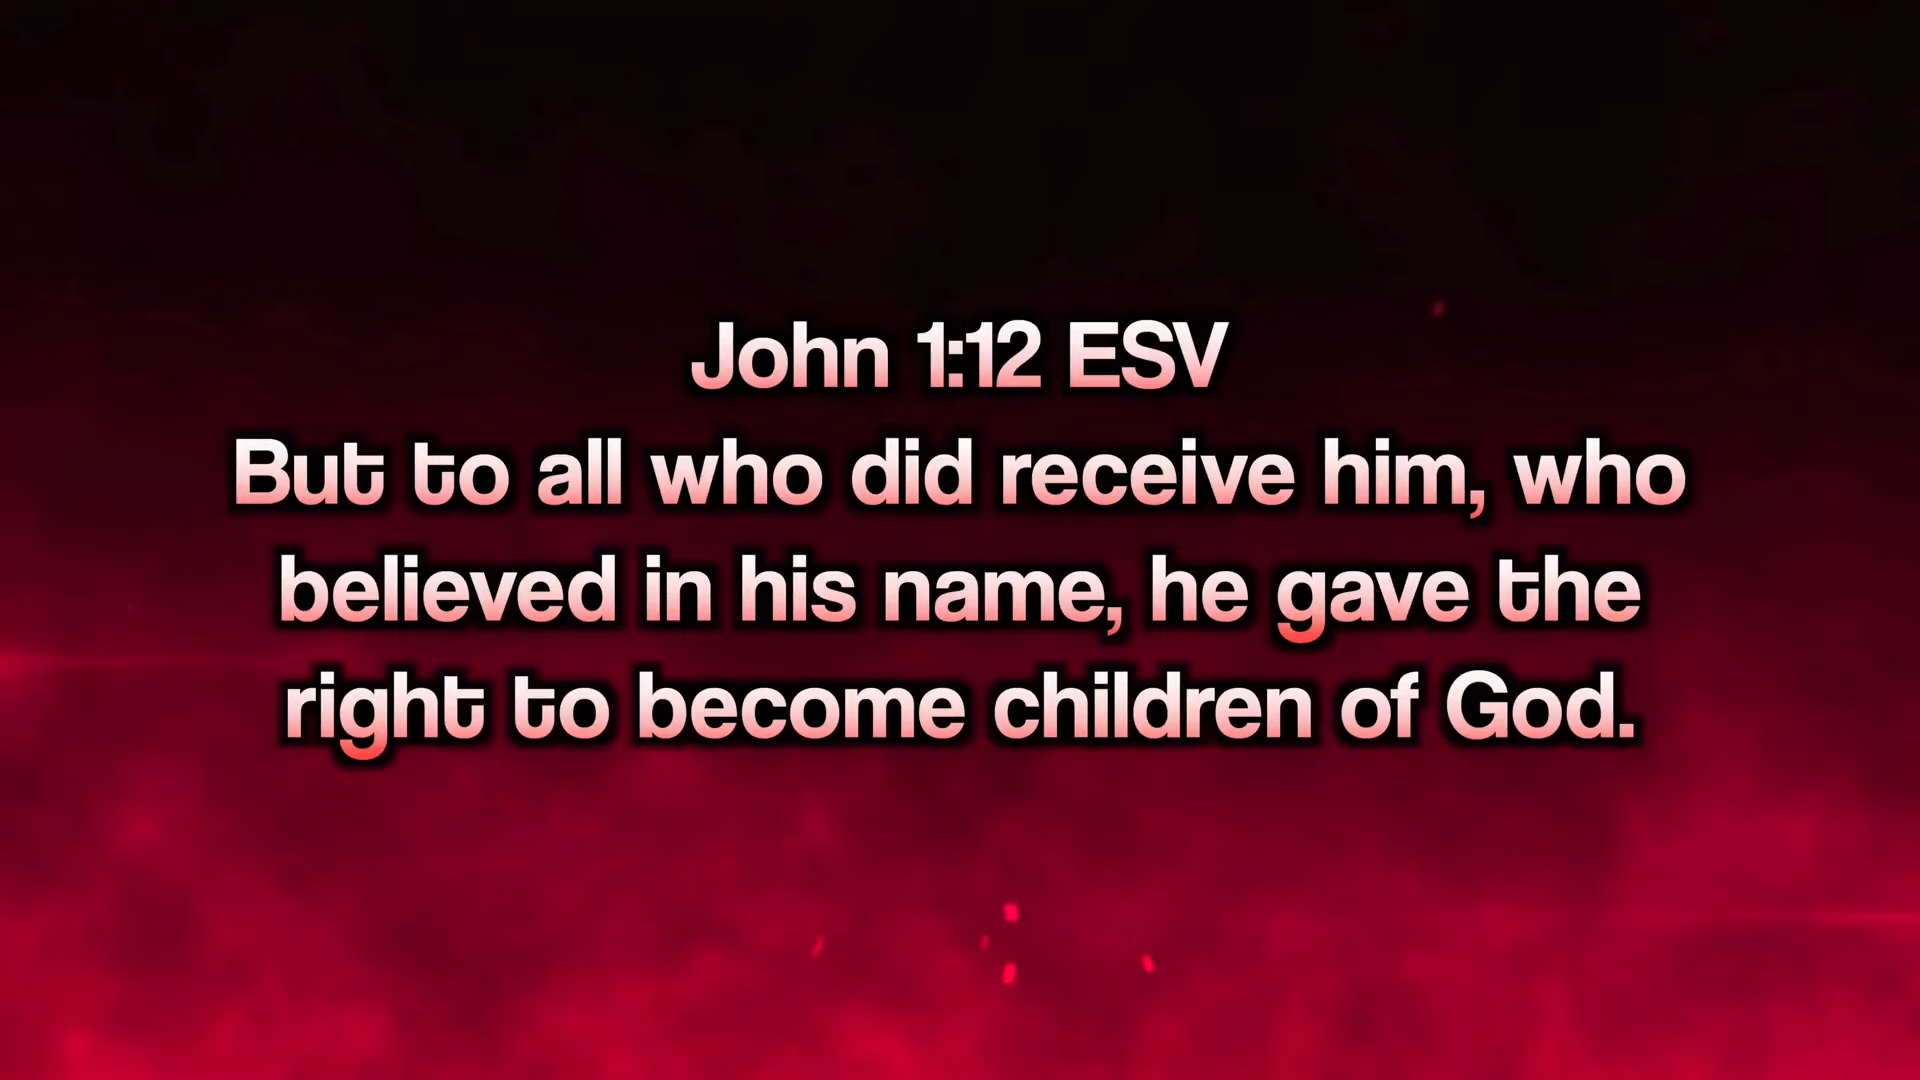 John 1:12 ESV
But to all who did receive him, who
believed in his name, he gave the
right to become children of God.